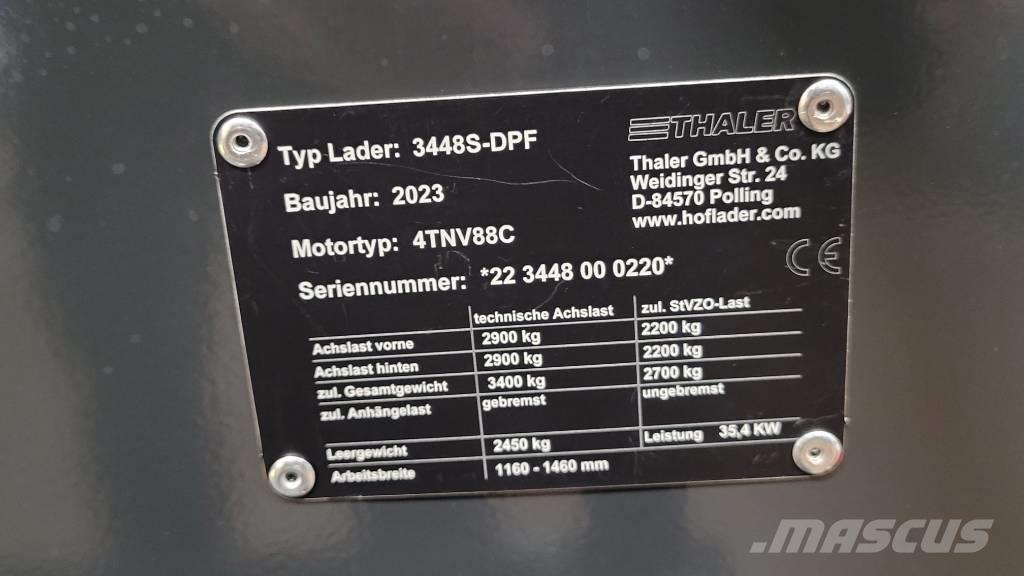 THALER
Typ Lader: 3448S-DPF
Thaler GmbH & Co. KG
Weidinger Str. 24
D-84570 Polling
www.hoflader.com
Baujahr: 2023
Motortyp: 4TNV88C
CE
Seriennummer: *22 3448 00 0220*
technische Achslast zul. StVZO-Last
Achslast vorne 2900 kg 2200 kg
Achslast hinten 2900 kg 2200 kg
zul. Gesamtgewicht 3400 kg 2700 kg
zul. Anhängelast gebremst ungebremst
Leergewicht 2450 kg Leistung 35,4 KW
Arbeitsbreite 1160 - 1460 mm
.MASCUS